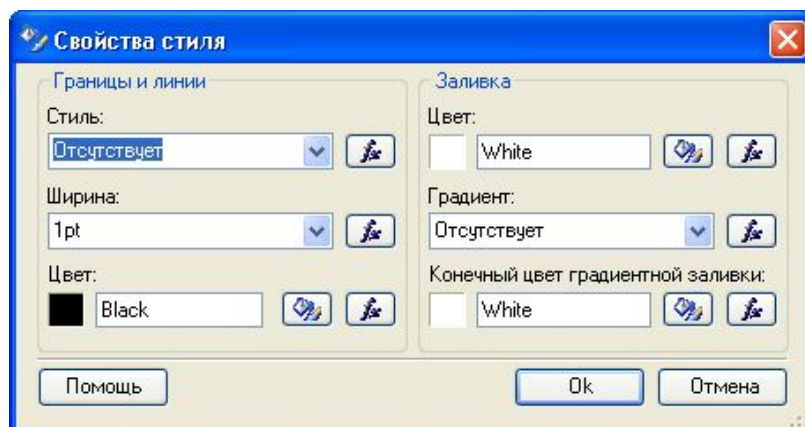 Свойства стиля
Границы и линии
Стиль:
Отсутствует
Ширина:
1pt
Цвет:
Black
Заливка
Цвет:
White
Градиент:
Отсутствует
Конечный цвет градиентной заливки:
White
Помощь
Ok
Отмена